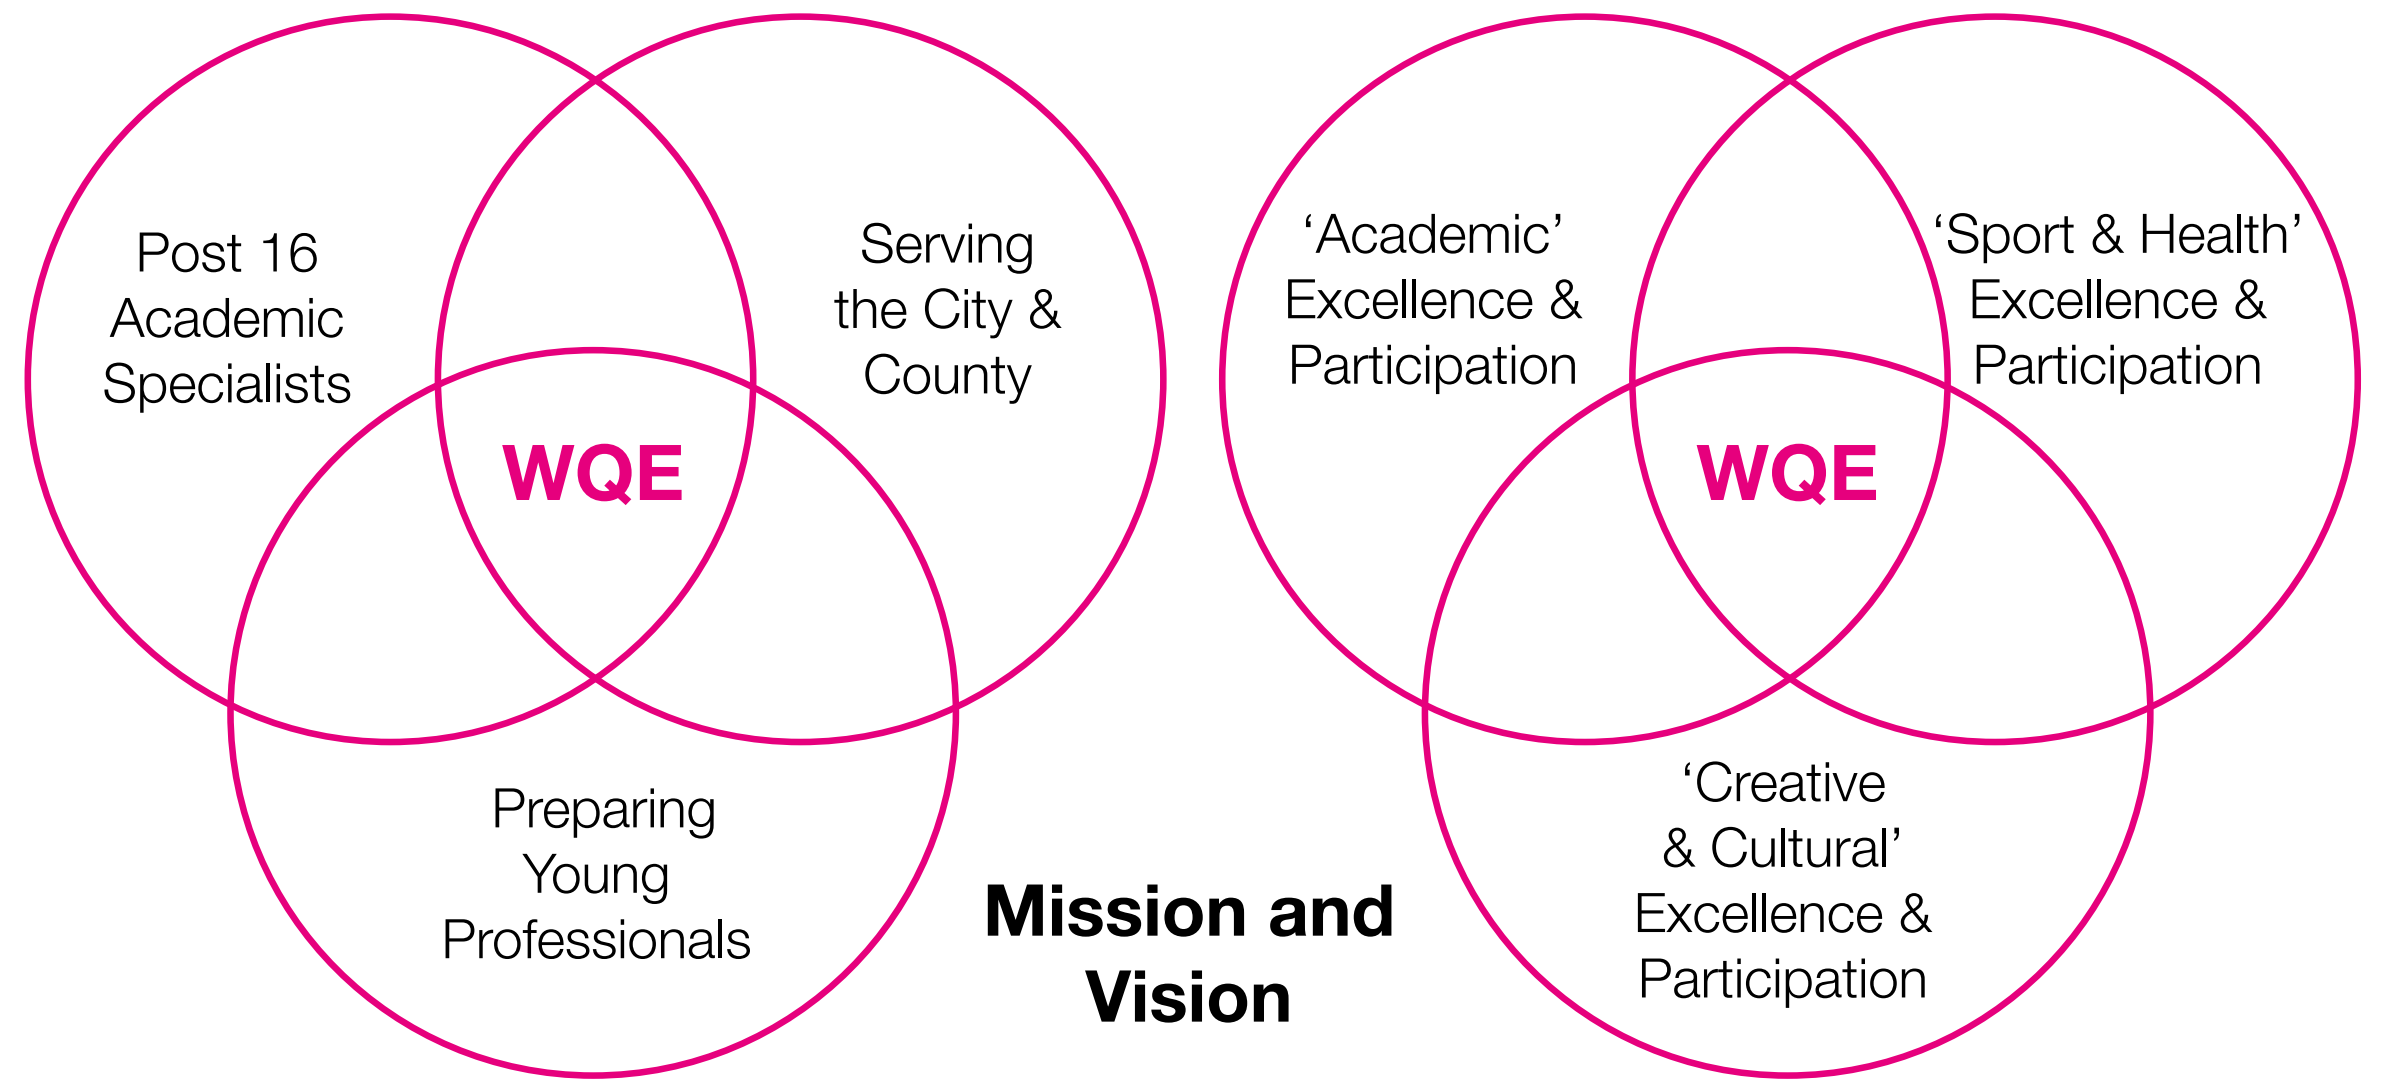 Post 16
Academic
Specialists
Serving
the City &
County
WQE
Preparing
Young
Professionals
Mission and
Vision
‘Academic’
Excellence &
Participation
‘Sport & Health’
Excellence &
Participation
WQE
‘Creative
& Cultural’
Excellence &
Participation